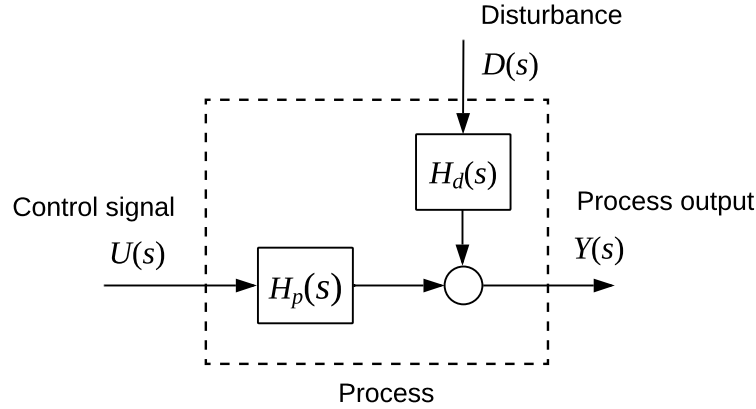 Disturbance
D(s)
H_d(s)
Control signal
Process output
U(s)
Y(s)
H_p(s)
Process